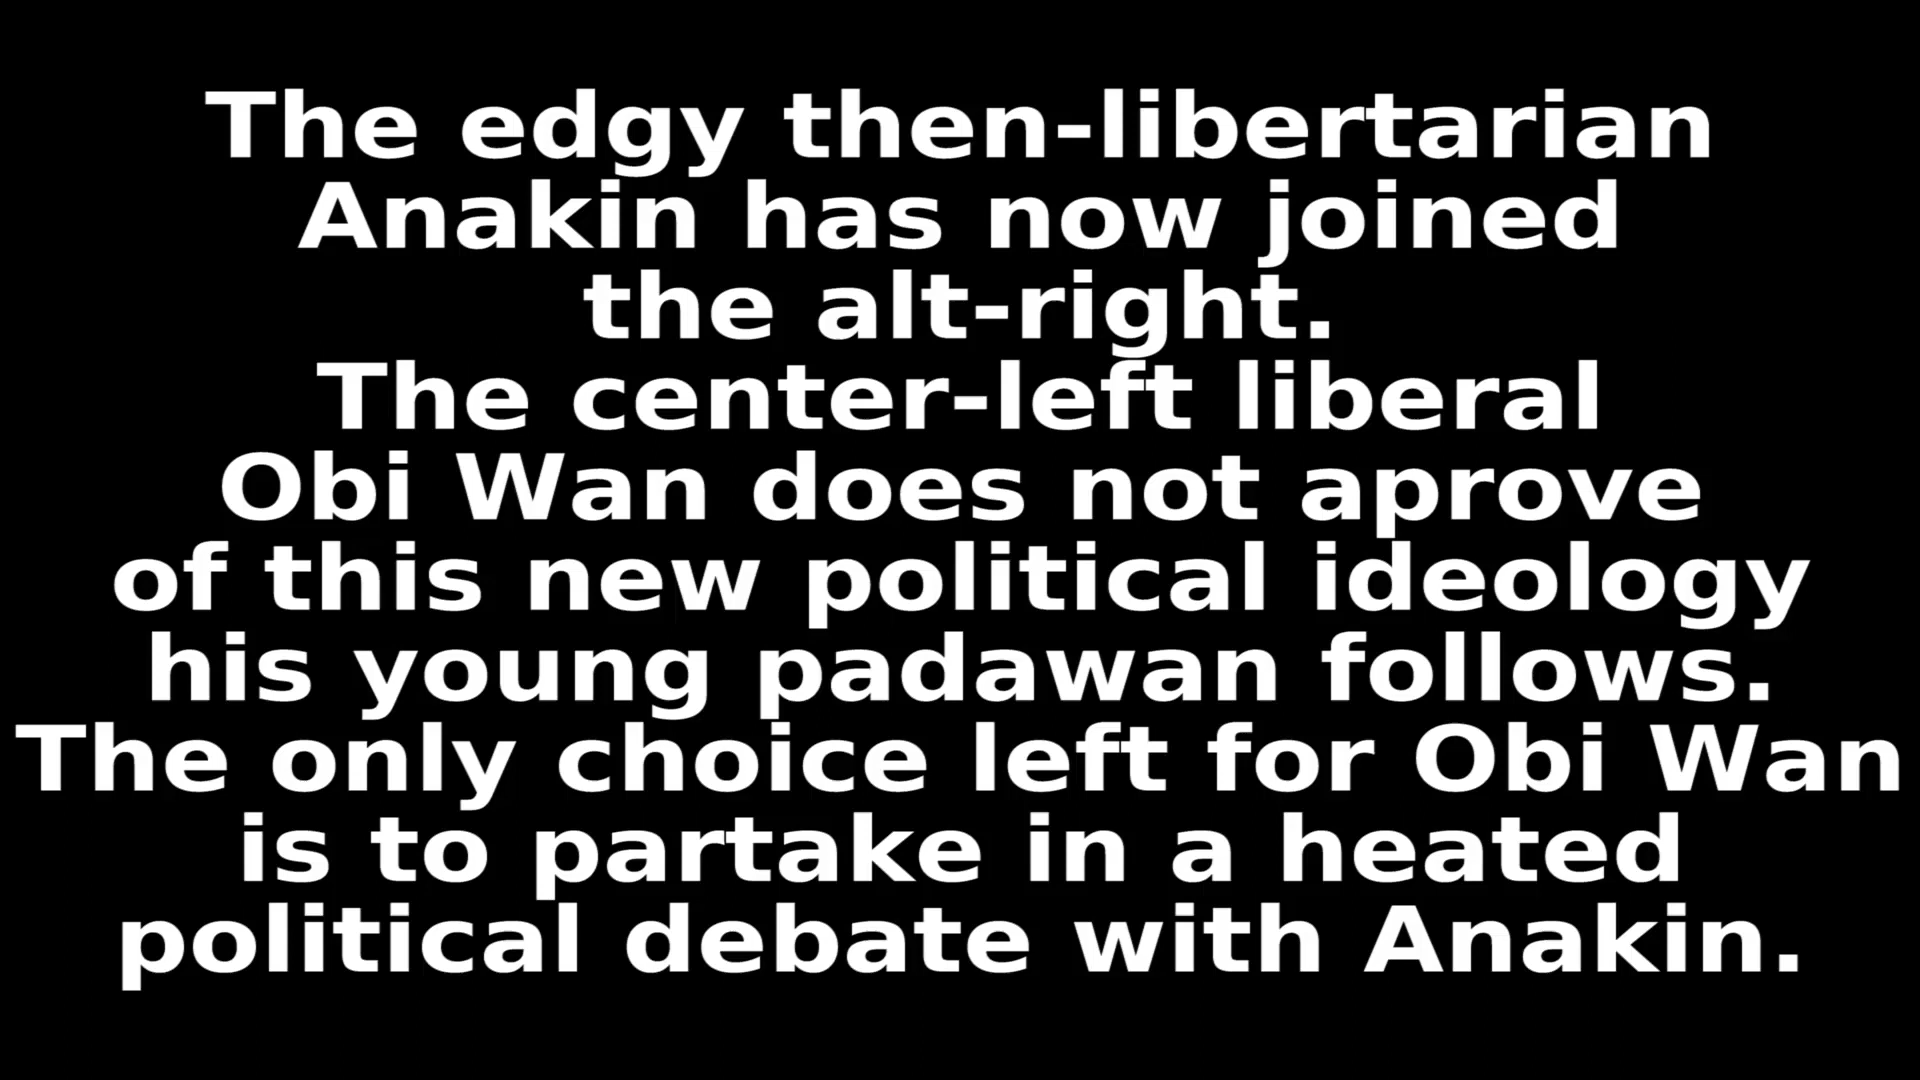 The edgy then-libertarian
Anakin has now joined
the alt-right.
The center-left liberal
Obi Wan does not aprove
of this new political ideology
his young padawan follows.
The only choice left for Obi Wan
is to partake in a heated
political debate with Anakin.